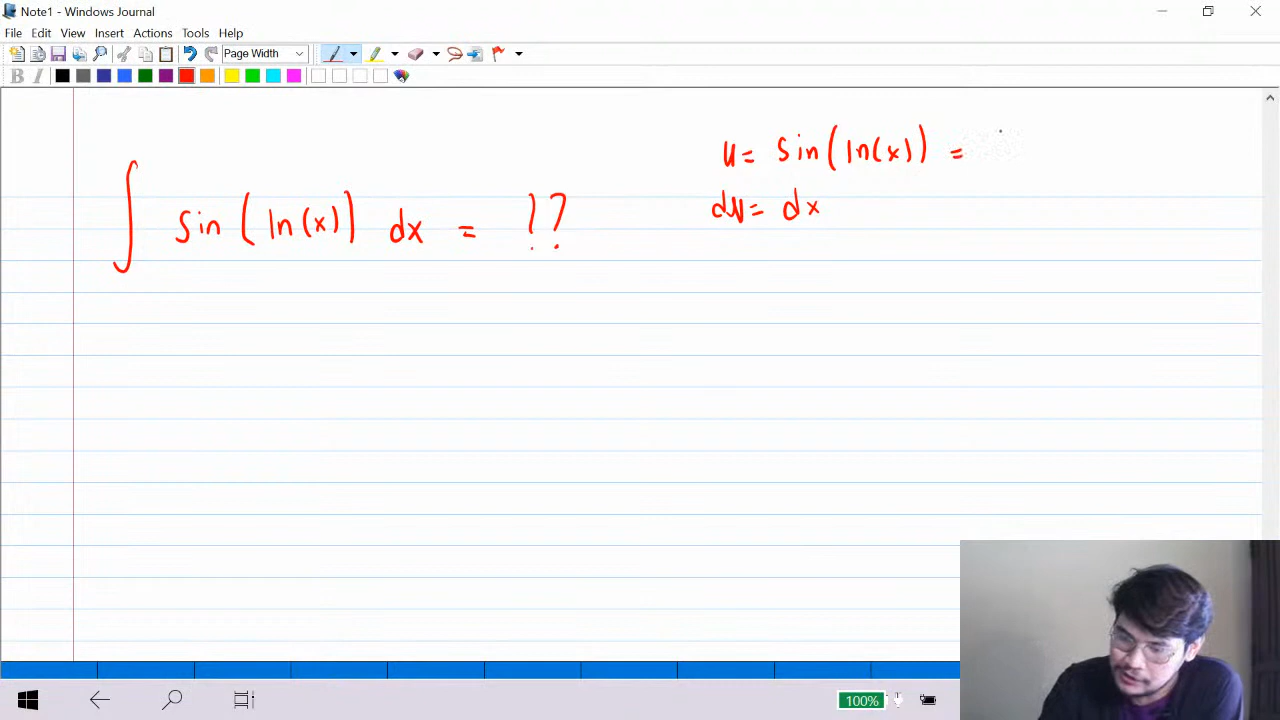 Note1 - Windows Journal
File Edit View Insert Actions Tools Help
Page Width
B I
u = sin(ln(x)) =
∫ sin(ln(x)) dx = ??
dv = dx
100%